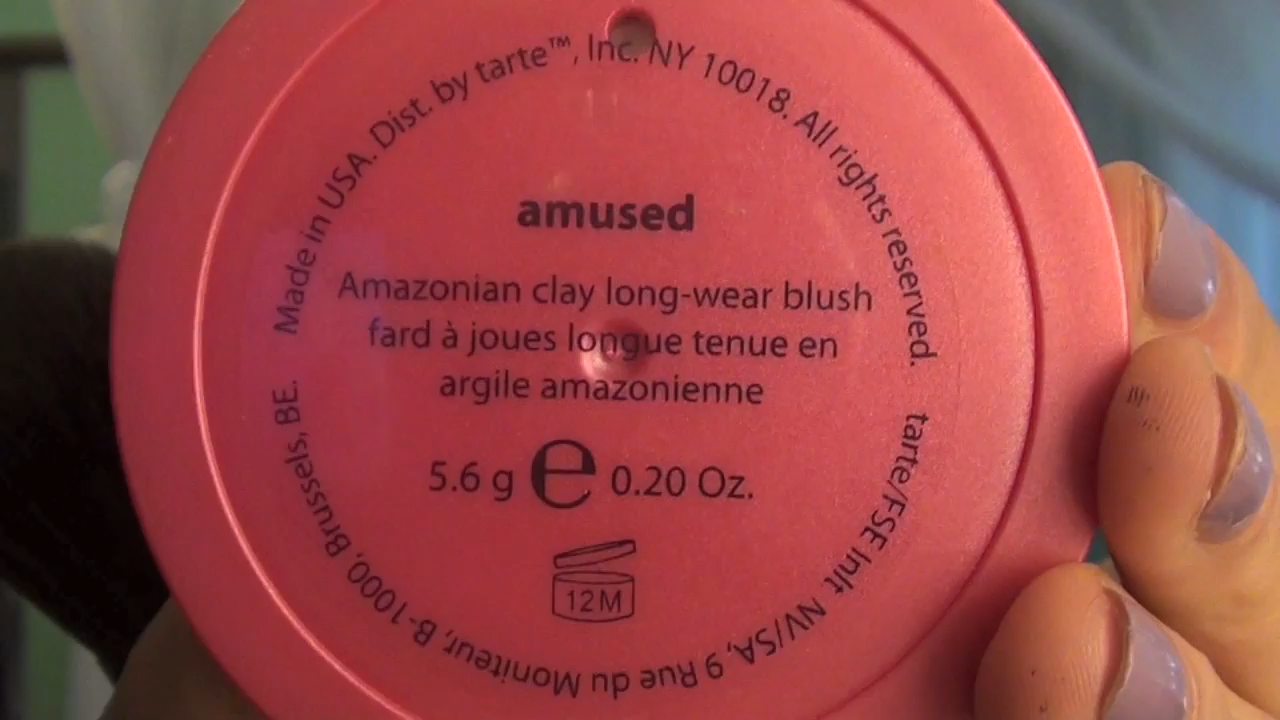 Made in USA. Dist. by tarte™, Inc. NY 10018. All rights reserved.
amused
Amazonian clay long-wear blush
fard à joues longue tenue en
argile amazonienne
5.6 g e 0.20 Oz.
12M
tarte/FSE Inlt NV/SA, 9 Rue du Moniteur, B-1000, Brussels, BE.